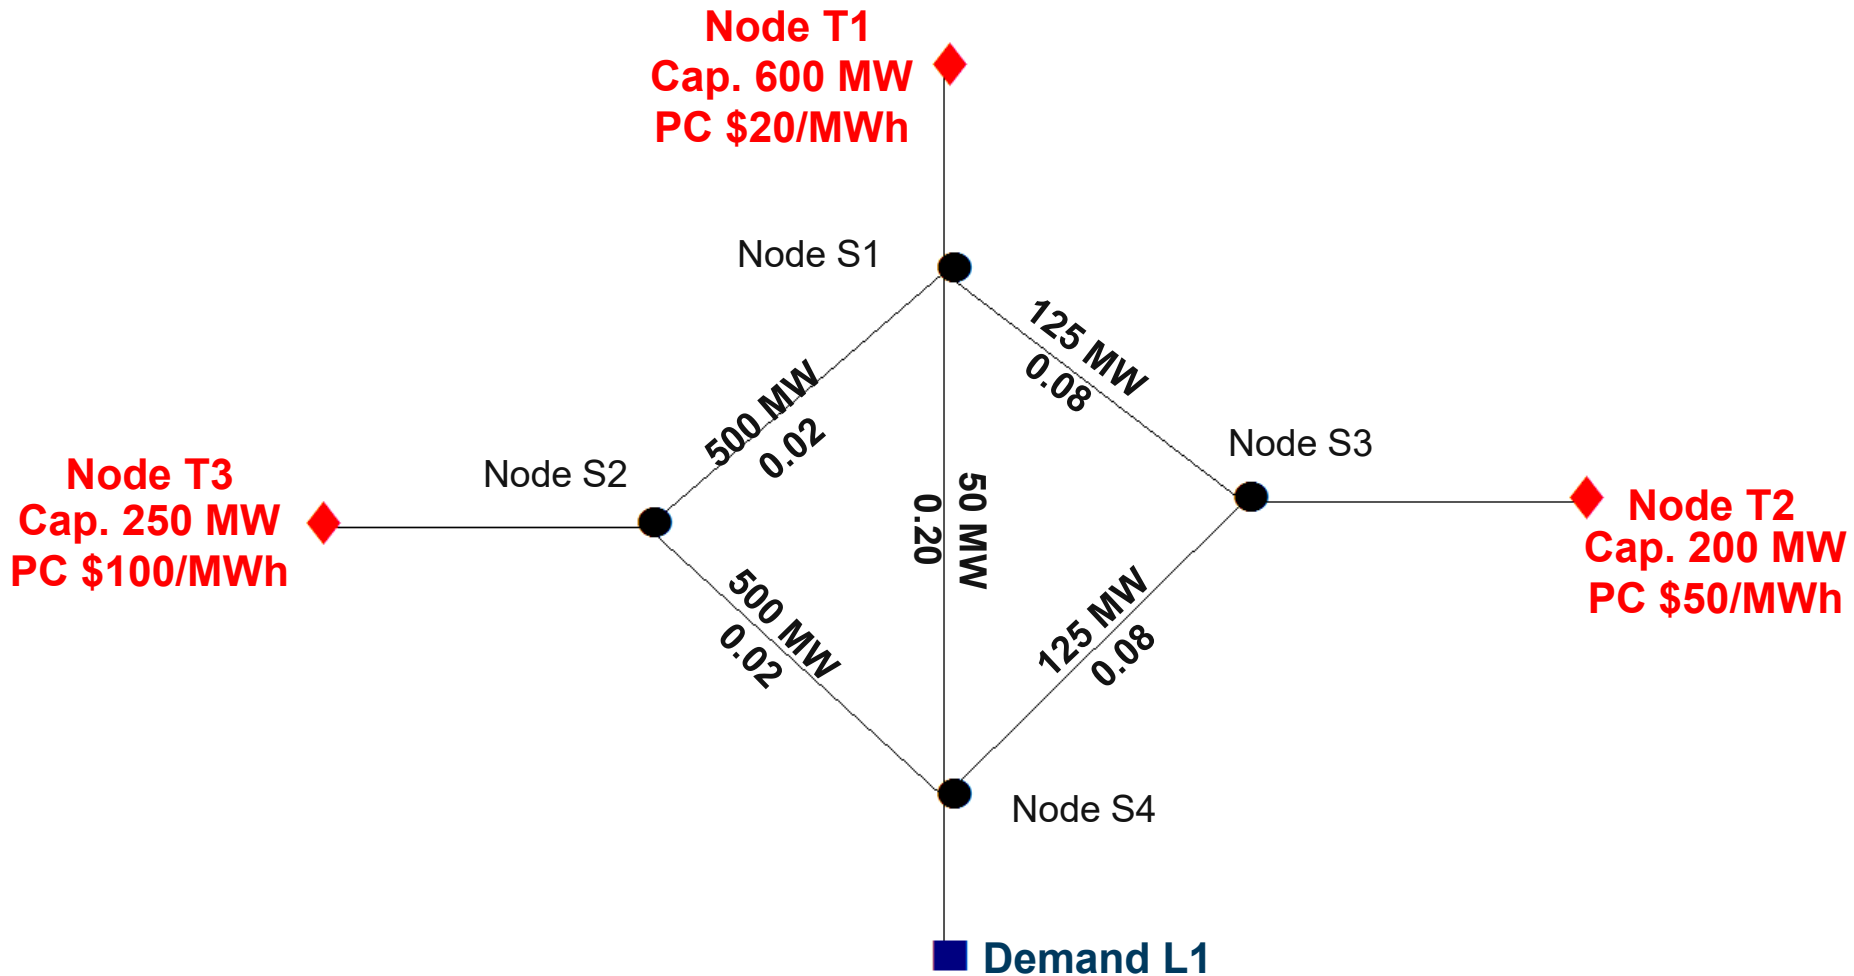 Node T1
Cap. 600 MW
PC $20/MWh
Node S1
125 MW
0.08
500 MW
0.02
Node S3
Node T3
Cap. 250 MW
PC $100/MWh
Node S2
50 MW
0.20
Node T2
Cap. 200 MW
PC $50/MWh
500 MW
0.02
125 MW
0.08
Node S4
Demand L1